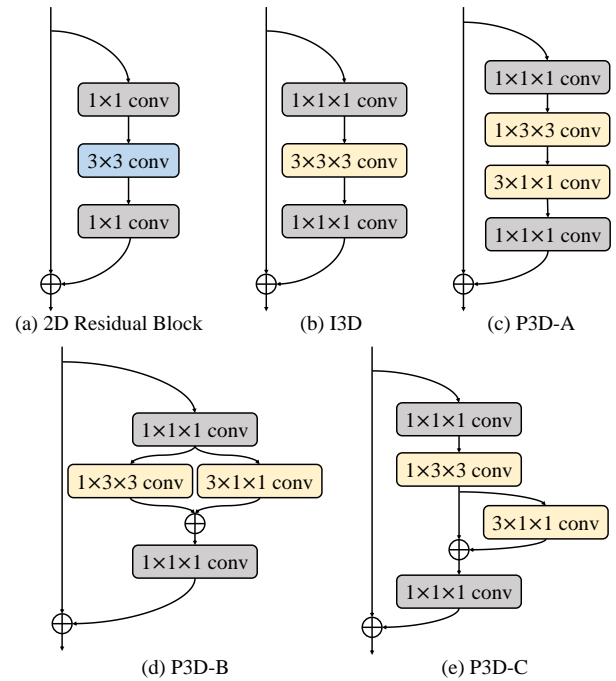 1×1 conv
3×3 conv
1×1 conv
(a) 2D Residual Block
1×1×1 conv
3×3×3 conv
1×1×1 conv
(b) I3D
1×1×1 conv
1×3×3 conv
3×1×1 conv
1×1×1 conv
(c) P3D-A
1×1×1 conv
1×3×3 conv
3×1×1 conv
1×1×1 conv
(d) P3D-B
1×1×1 conv
1×3×3 conv
3×1×1 conv
1×1×1 conv
(e) P3D-C